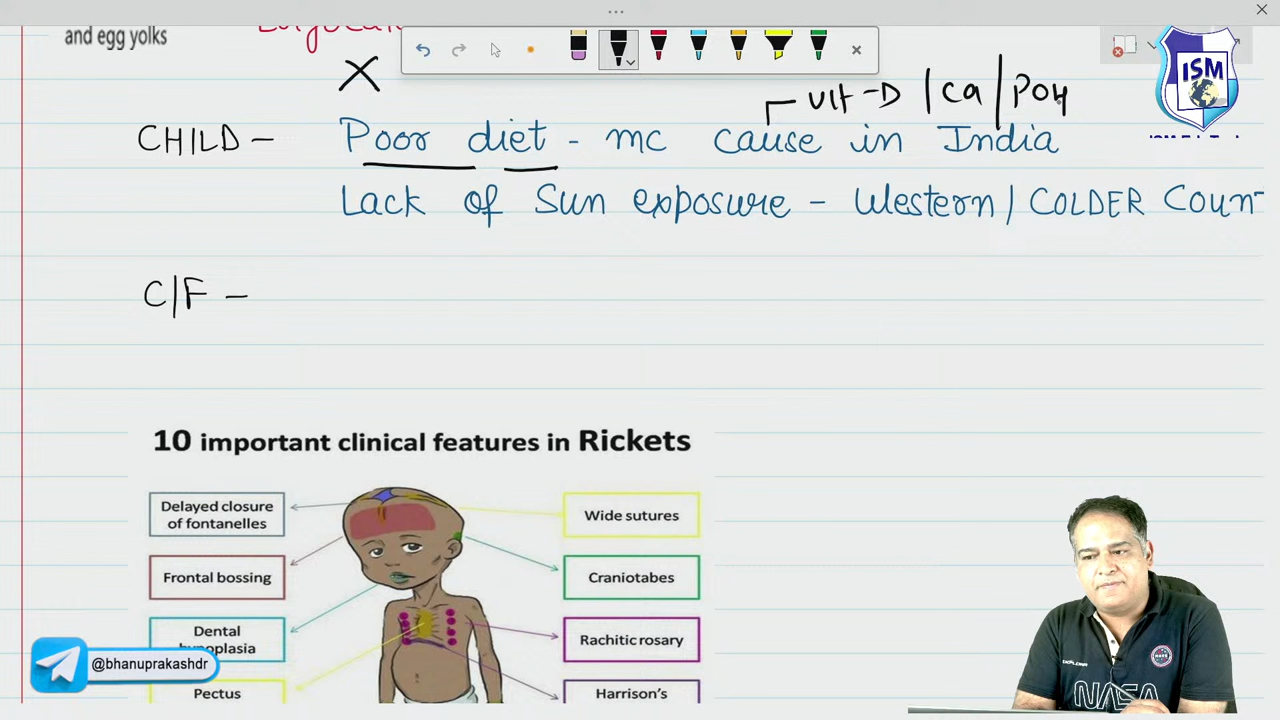 and egg yolks
X
ISM
Vit-D | Ca | PO4
CHILD - Poor diet - mc cause in India
Lack of Sun exposure - Western / COLDER Coun
C/F -
10 important clinical features in Rickets
Delayed closure of fontanelles
Wide sutures
Frontal bossing
Craniotabes
Dental
Rachitic rosary
@bhanuprakashdr
Pectus
Harrison's
NASA